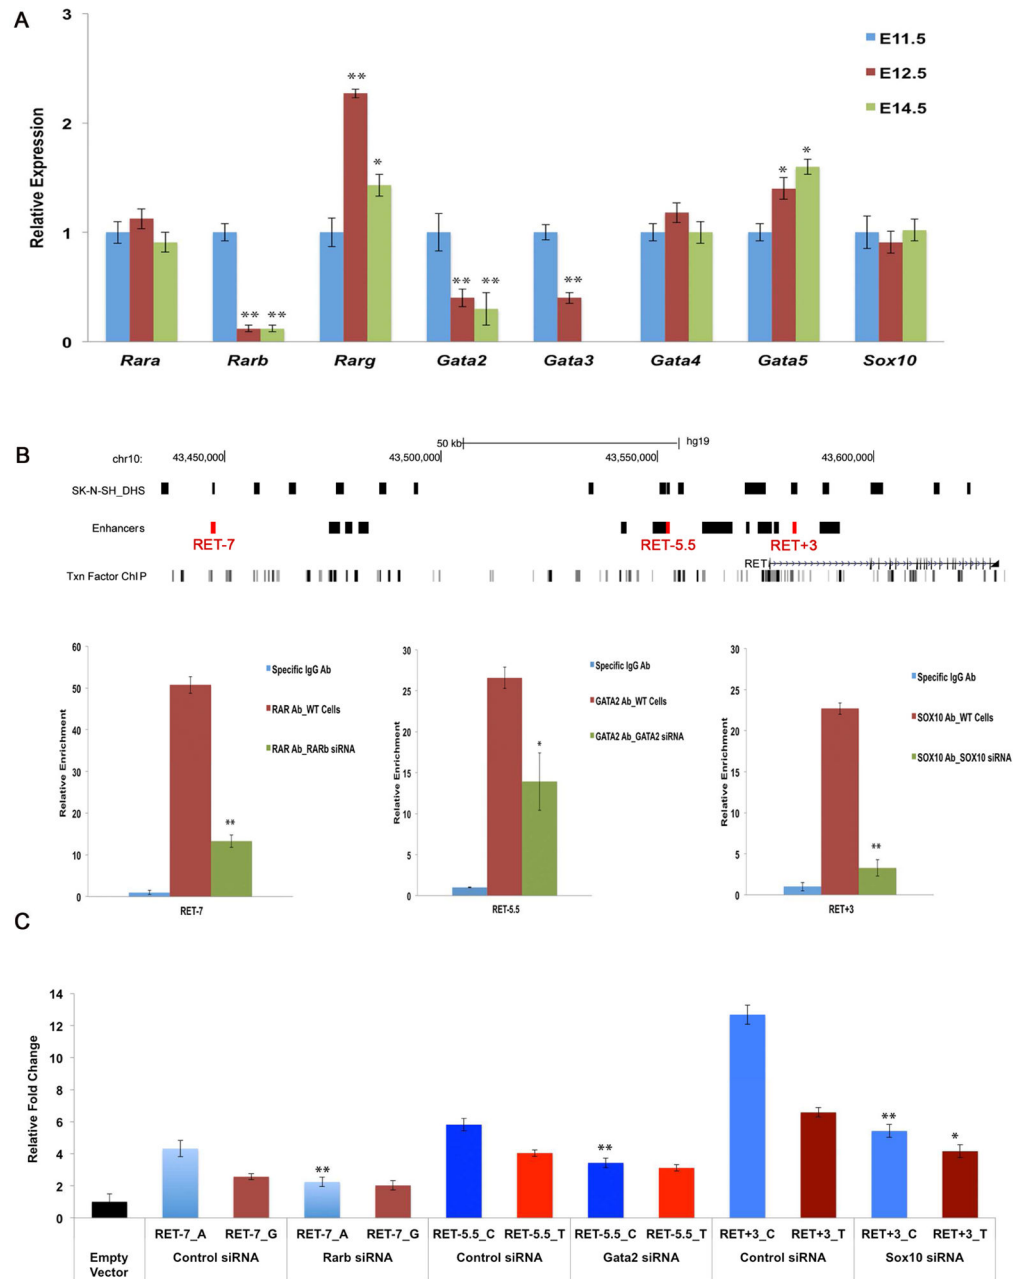 A
3
2
1
0
Relative Expression
E11.5
E12.5
E14.5
**
*
** **
** **
**
*
*
Rara Rarb Rarg Gata2 Gata3 Gata4 Gata5 Sox10
B
50 kb hg19
chr10: 43,450,000 43,500,000 43,550,000 43,600,000
SK-N-SH_DHS
Enhancers
RET-7 RET-5.5 RET+3
RET
Txn Factor ChIP
60
50
40
30
20
10
0
Relative Enrichment
Specific IgG Ab
RAR Ab_WT Cells
RAR Ab_RARb siRNA
**
RET-7
30
25
20
15
10
5
0
Relative Enrichment
Specific IgG Ab
GATA2 Ab_WT Cells
GATA2 Ab_GATA2 siRNA
*
RET-5.5
30
25
20
15
10
5
0
Relative Enrichment
Specific IgG Ab
SOX10 Ab_WT Cells
SOX10 Ab_SOX10 siRNA
**
RET+3
C
14
12
10
8
6
4
2
0
Relative Fold Change
**
**
**
*
RET-7_A RET-7_G RET-7_A RET-7_G RET-5.5_C RET-5.5_T RET-5.5_C RET-5.5_T RET+3_C RET+3_T RET+3_C RET+3_T
Empty Vector Control siRNA Rarb siRNA Control siRNA Gata2 siRNA Control siRNA Sox10 siRNA